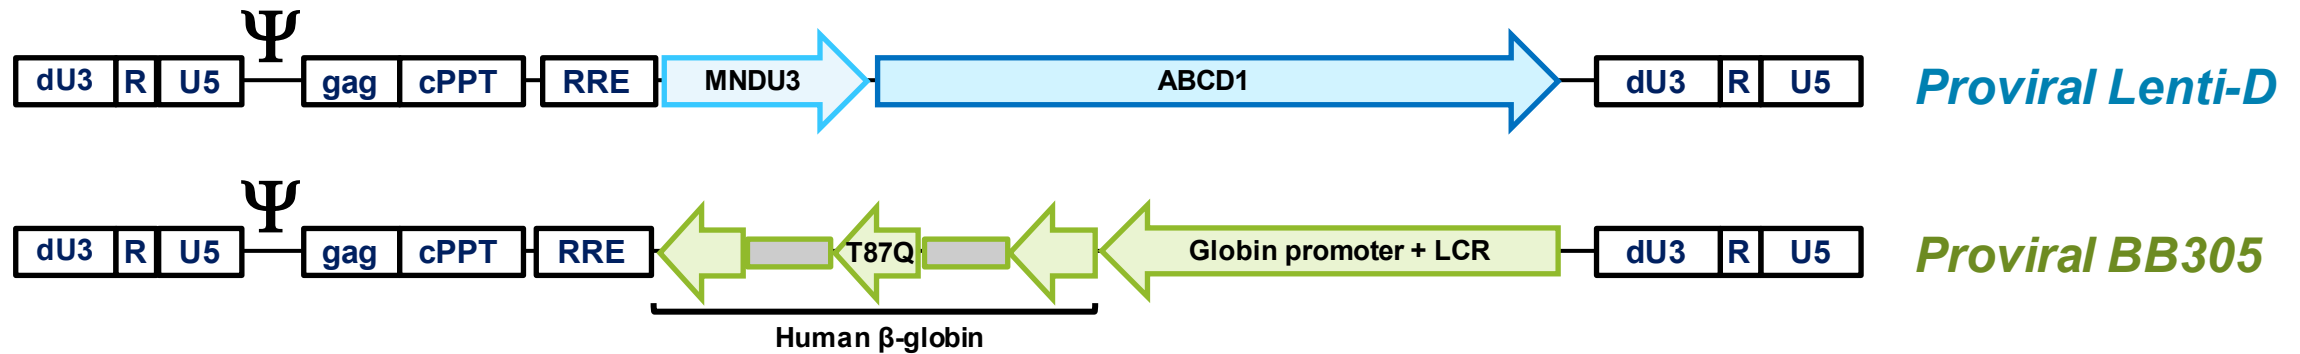 Ψ
dU3 R U5 gag cPPT RRE MNDU3 ABCD1 dU3 R U5 Proviral Lenti-D
Ψ
dU3 R U5 gag cPPT RRE T87Q Globin promoter + LCR dU3 R U5 Proviral BB305
Human β-globin